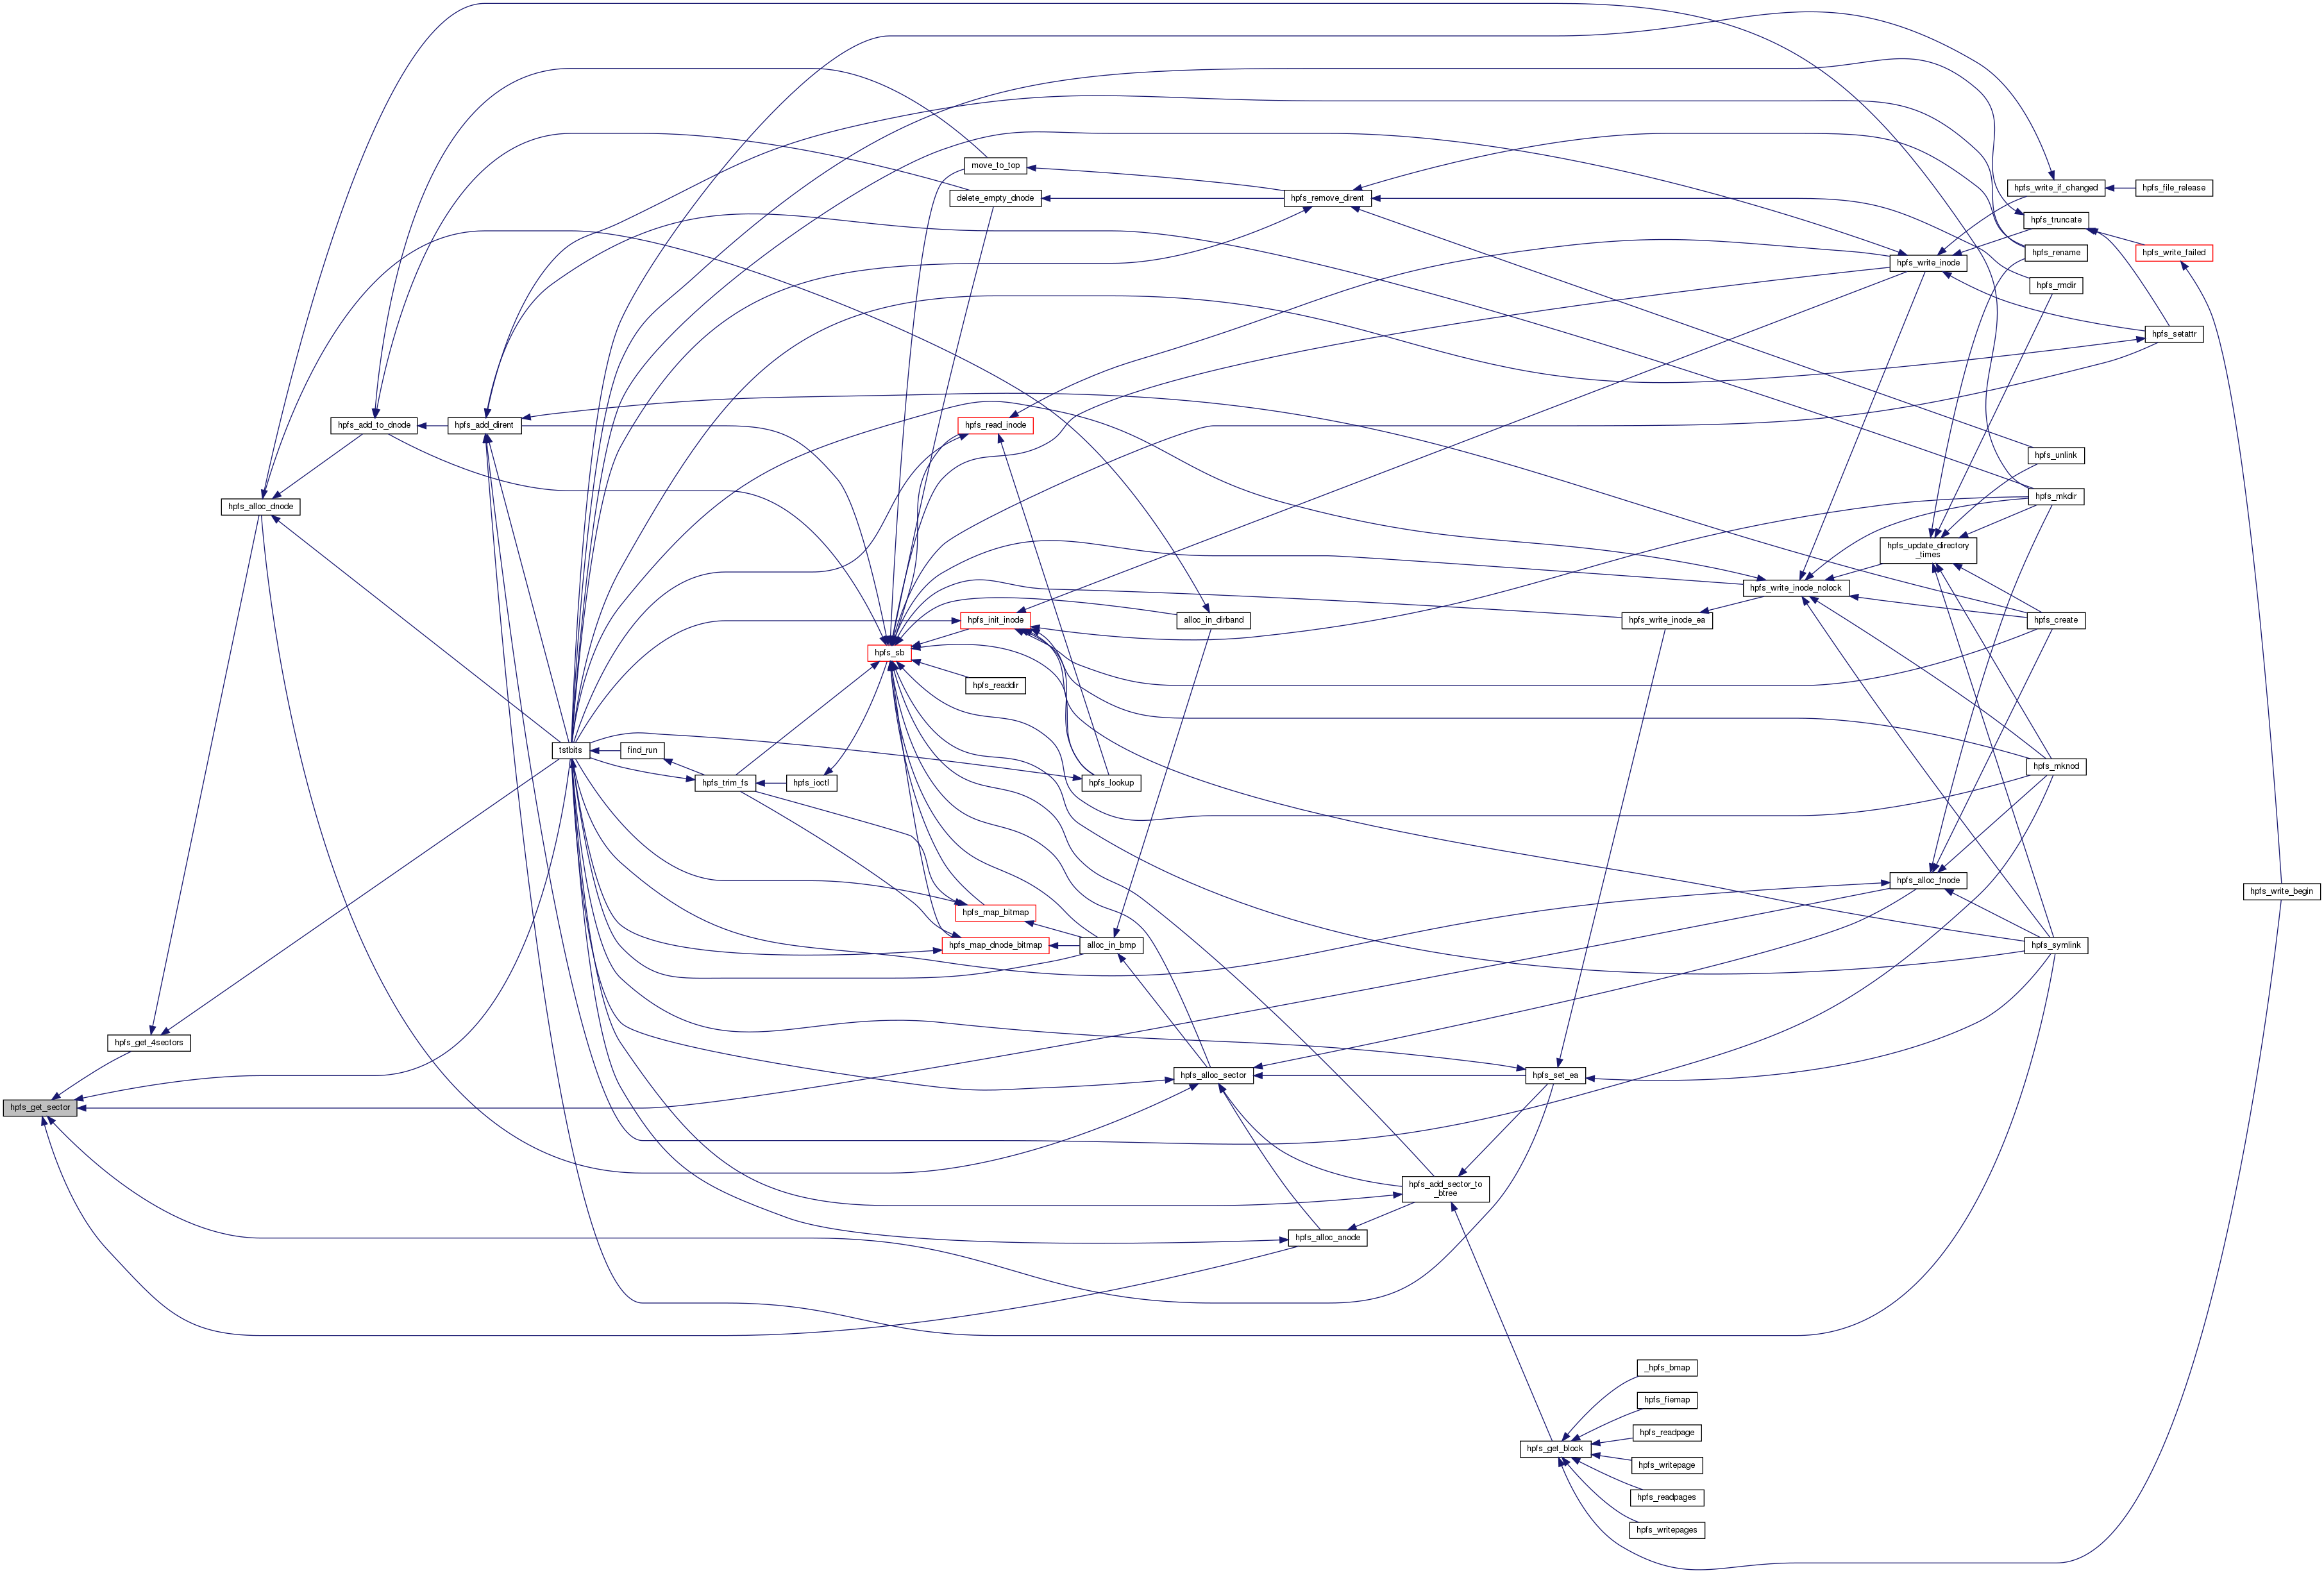 move_to_top
delete_empty_dnode
hpfs_remove_dirent
hpfs_write_if_changed
hpfs_file_release
hpfs_truncate
hpfs_rename
hpfs_write_failed
hpfs_write_inode
hpfs_rmdir
hpfs_setattr
hpfs_add_to_dnode
hpfs_add_dirent
hpfs_read_inode
hpfs_unlink
hpfs_alloc_dnode
hpfs_mkdir
hpfs_update_directory
_times
hpfs_write_inode_nolock
hpfs_init_inode
alloc_in_dirband
hpfs_write_inode_ea
hpfs_create
hpfs_sb
hpfs_readdir
tstbits
find_run
hpfs_trim_fs
hpfs_ioctl
hpfs_lookup
hpfs_mknod
hpfs_alloc_fnode
hpfs_write_begin
hpfs_map_bitmap
hpfs_map_dnode_bitmap
alloc_in_bmp
hpfs_symlink
hpfs_get_4sectors
hpfs_alloc_sector
hpfs_set_ea
hpfs_get_sector
hpfs_add_sector_to
_btree
hpfs_alloc_anode
_hpfs_bmap
hpfs_fiemap
hpfs_readpage
hpfs_get_block
hpfs_writepage
hpfs_readpages
hpfs_writepages